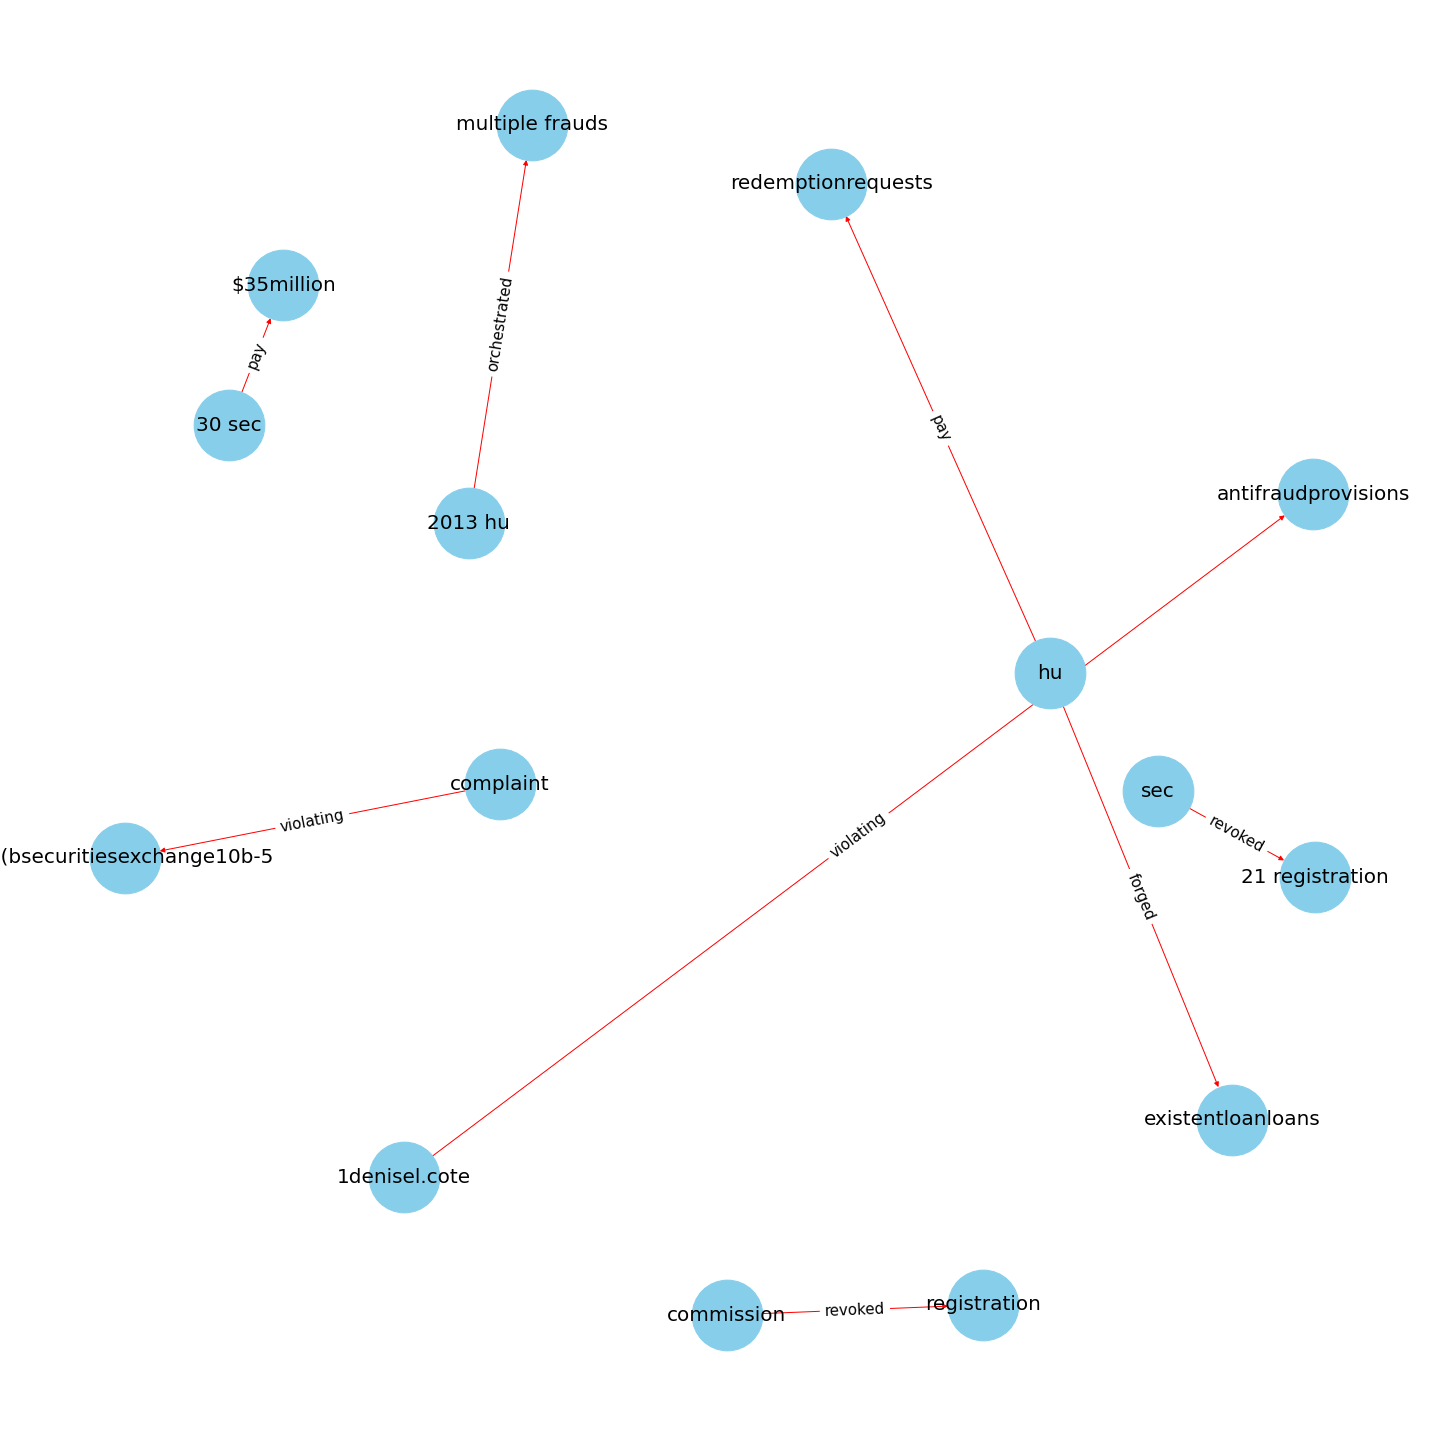 multiple frauds
redemptionrequests
$35million
orchestrated
pay
30 sec
pay
antifraudprovisions
2013 hu
hu
complaint
sec
violating
violating
revoked
(bsecuritiesexchange10b-5
21 registration
forged
existentloanloans
1denisel.cote
commission
revoked
registration